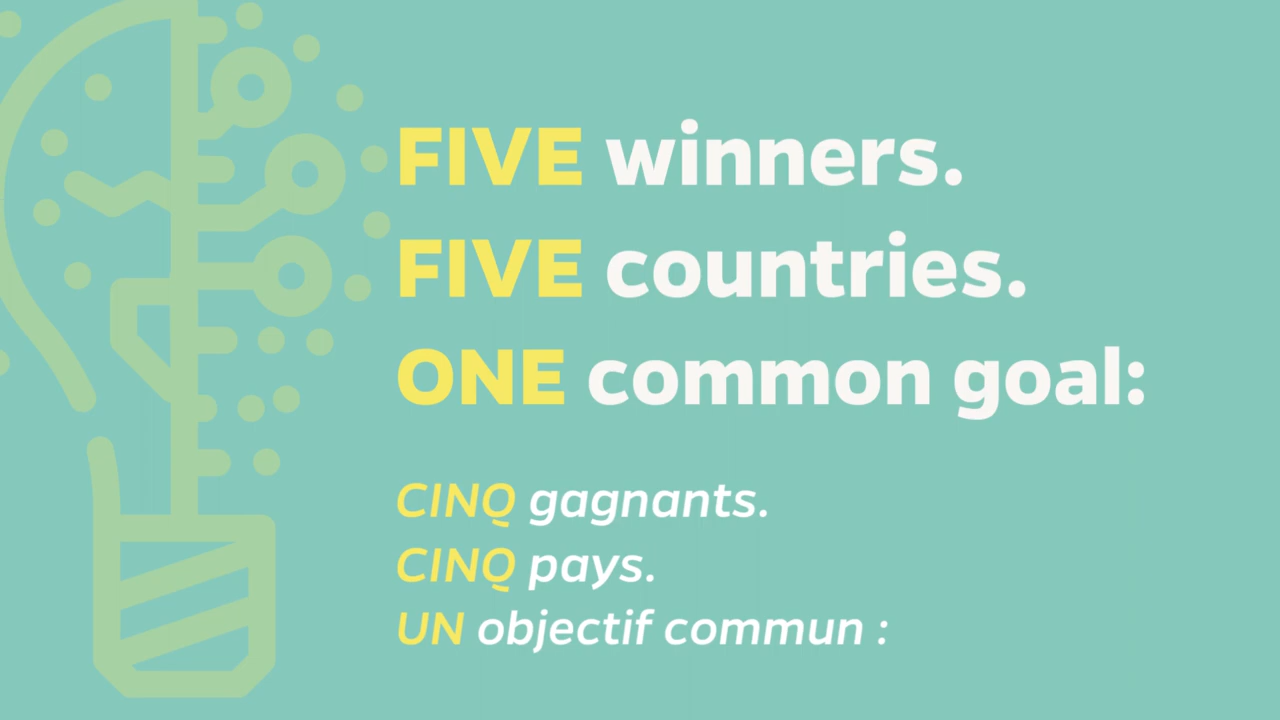 FIVE winners.
FIVE countries.
ONE common goal:
CINQ gagnants.
CINQ pays.
UN objectif commun :